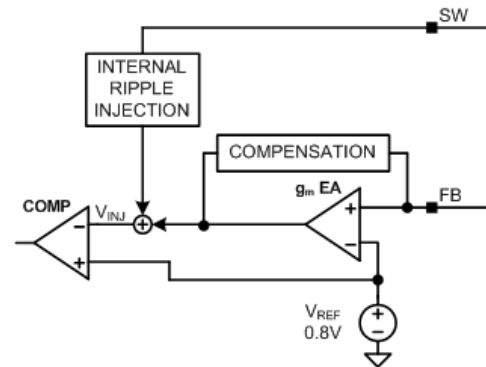 SW
INTERNAL
RIPPLE
INJECTION
COMPENSATION
gm EA
COMP
VINJ
FB
+
−
+
−
+
VREF
0.8V
+
−